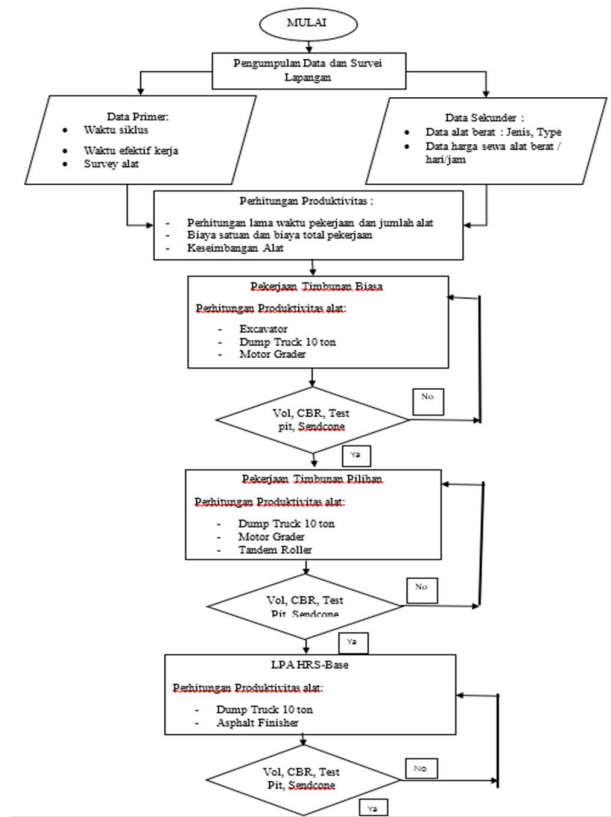 MULAI
Pengumpulan Data dan Survei
Lapangan
Data Primer:
• Waktu siklus
• Waktu efektif kerja
• Survey alat
Data Sekunder :
• Data alat berat : Jenis, Type
• Data harga sewa alat berat /
hari/jam
Perhitungan Produktivitas :
- Perhitungan lama waktu pekerjaan dan jumlah alat
- Biaya satuan dan biaya total pekerjaan
- Keseimbangan Alat
Pekerjaan Timbunan Biasa
Perhitungan Produktivitas alat:
- Excavator
- Dump Truck 10 ton
- Motor Grader
Vol, CBR, Test
pit, Sendcone
No
Ya
Pekerjaan Timbunan Pilihan
Perhitungan Produktivitas alat:
- Dump Truck 10 ton
- Motor Grader
- Tandem Roller
Vol, CBR, Test
Pit, Sendcone
No
Ya
LPA HRS-Base
Perhitungan Produktivitas alat:
- Dump Truck 10 ton
- Asphalt Finisher
Vol, CBR, Test
Pit, Sendcone
No
Ya